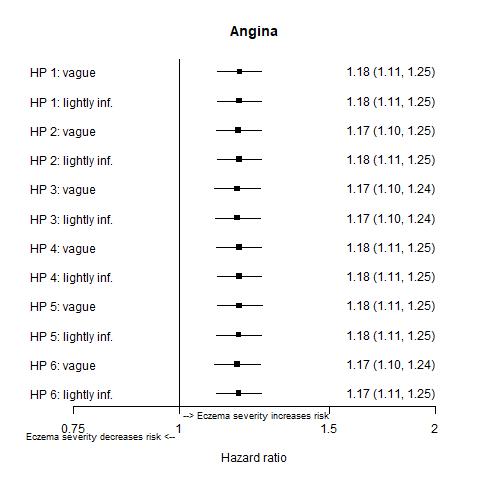 Angina
HP 1: vague 1.18 (1.11, 1.25)
HP 1: lightly inf. 1.18 (1.11, 1.25)
HP 2: vague 1.17 (1.10, 1.25)
HP 2: lightly inf. 1.18 (1.11, 1.25)
HP 3: vague 1.17 (1.10, 1.24)
HP 3: lightly inf. 1.17 (1.10, 1.24)
HP 4: vague 1.18 (1.11, 1.25)
HP 4: lightly inf. 1.18 (1.11, 1.25)
HP 5: vague 1.18 (1.11, 1.25)
HP 5: lightly inf. 1.18 (1.11, 1.25)
HP 6: vague 1.17 (1.10, 1.24)
HP 6: lightly inf. 1.17 (1.11, 1.25)
--> Eczema severity increases risk
0.75 1 1.5 2
Eczema severity decreases risk <--
Hazard ratio